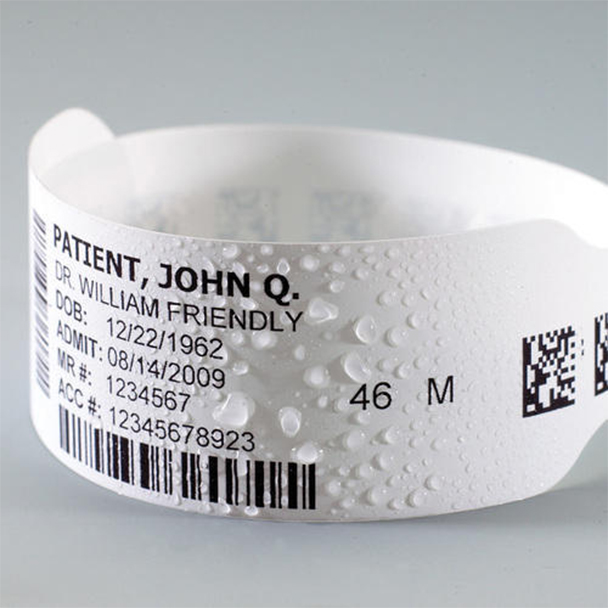 PATIENT, JOHN Q.
DR. WILLIAM FRIENDLY
DOB: 12/22/1962
ADMIT: 08/14/2009
MR #: 1234567
ACC #: 12345678923
46 M